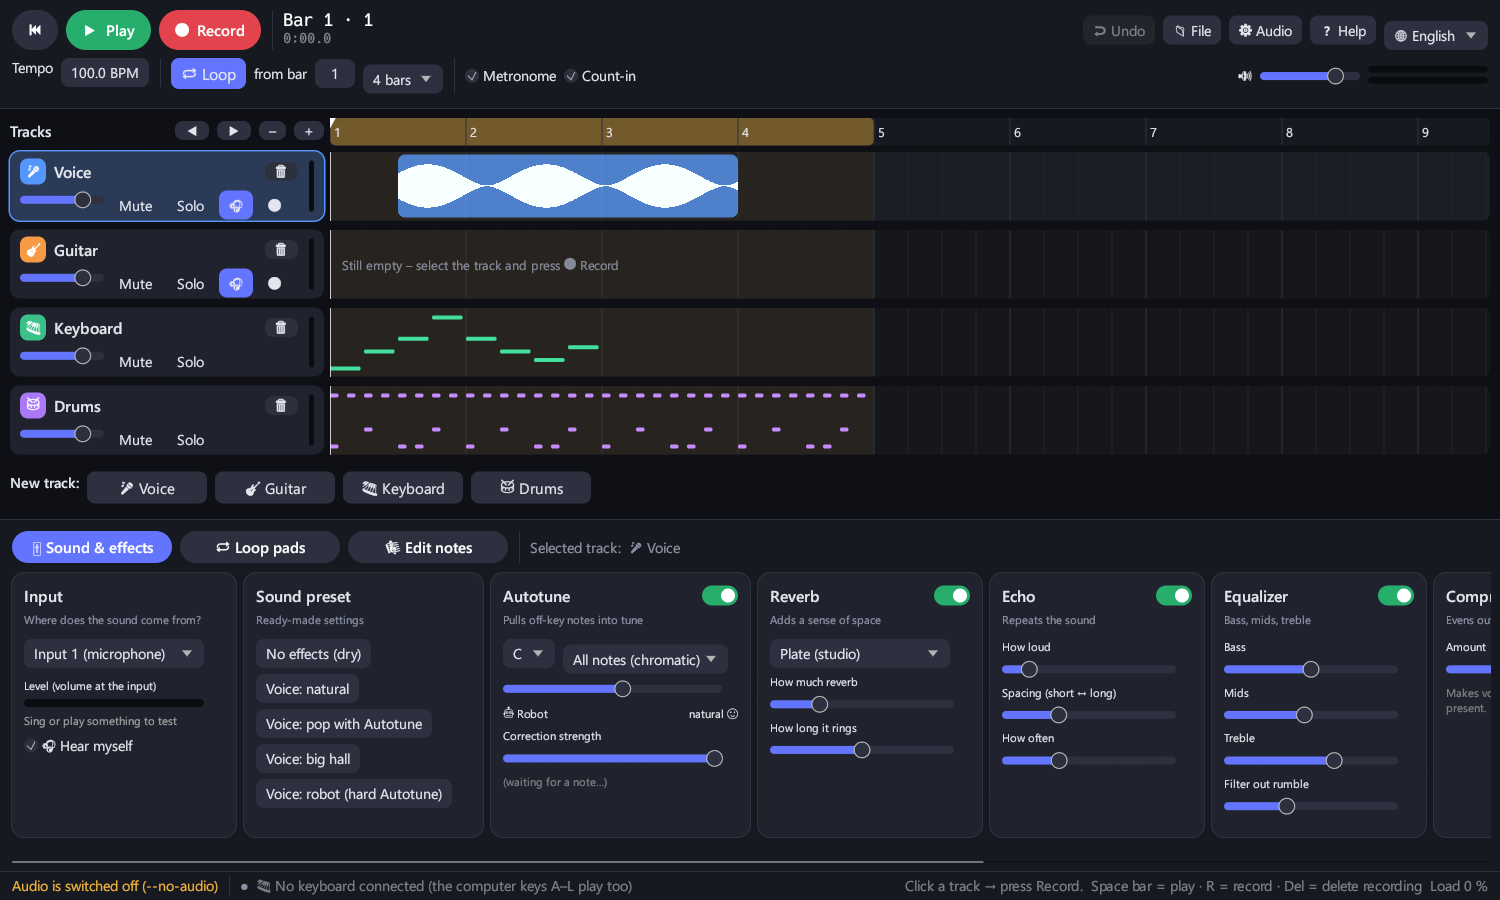 Play
Record
Bar 1 · 1
0:00.0
Undo
File
Audio
Help
English
Tempo
100.0 BPM
Loop
from bar
1
4 bars
Metronome
Count-in
Tracks
1 2 3 4 5 6 7 8 9
Voice
Mute Solo
Guitar
Mute Solo
Still empty – select the track and press Record
Keyboard
Mute Solo
Drums
Mute Solo
New track:
Voice
Guitar
Keyboard
Drums
Sound & effects
Loop pads
Edit notes
Selected track: Voice
Input
Where does the sound come from?
Input 1 (microphone)
Level (volume at the input)
Sing or play something to test
Hear myself
Sound preset
Ready-made settings
No effects (dry)
Voice: natural
Voice: pop with Autotune
Voice: big hall
Voice: robot (hard Autotune)
Autotune
Pulls off-key notes into tune
C
All notes (chromatic)
Robot
natural
Correction strength
(waiting for a note...)
Reverb
Adds a sense of space
Plate (studio)
How much reverb
How long it rings
Echo
Repeats the sound
How loud
Spacing (short ↔ long)
How often
Equalizer
Bass, mids, treble
Bass
Mids
Treble
Filter out rumble
Compr
Evens ou
Amount
Makes vo
present.
Audio is switched off (--no-audio)
No keyboard connected (the computer keys A–L play too)
Click a track → press Record. Space bar = play · R = record · Del = delete recording
Load 0 %